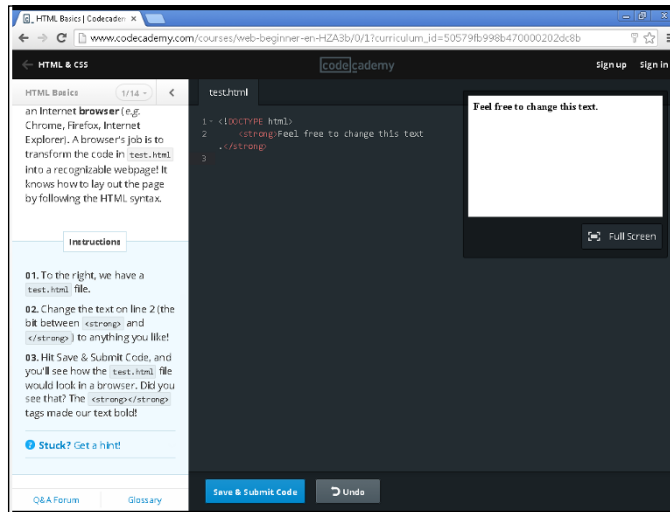 HTML Basics | Codecaden
www.codecademy.com/courses/web-beginner-en-HZA3b/0/1?curriculum_id=50579fb998b470000202dc8b
HTML & CSS
codecademy
Sign up Sign in
HTML Basics 1/14
an Internet browser (e.g.
Chrome, Firefox, Internet
Explorer). A browser's job is to
transform the code in test.html
into a recognizable webpage! It
knows how to lay out the page
by following the HTML syntax.
Instructions
01. To the right, we have a
test.html file.
02. Change the text on line 2 (the
bit between <strong> and
</strong>) to anything you like!
03. Hit Save & Submit Code, and
you'll see how the test.html file
would look in a browser. Did you
see that? The <strong></strong>
tags made our text bold!
? Stuck? Get a hint!
Q&A Forum Glossary
test.html
1 <!DOCTYPE html>
2 <strong>Feel free to change this text
.</strong>
3
Save & Submit Code Undo
Feel free to change this text.
Full Screen